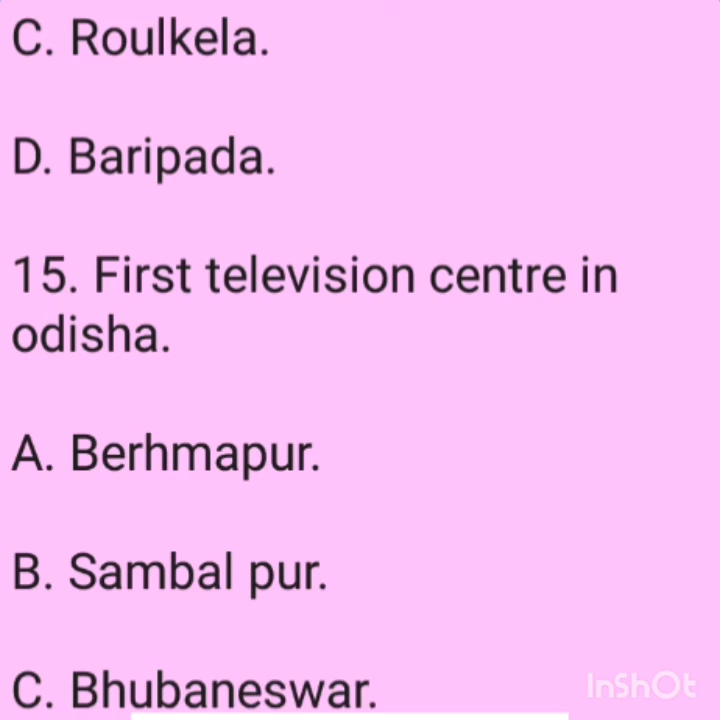 C. Roulkela.
D. Baripada.
15. First television centre in
odisha.
A. Berhmapur.
B. Sambal pur.
C. Bhubaneswar.
InShOt